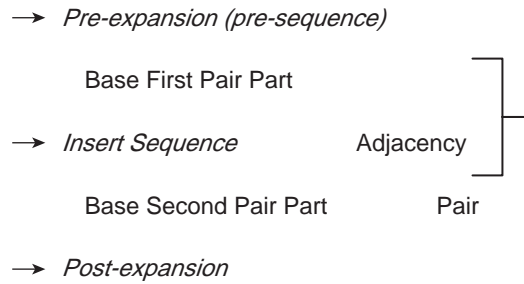 → Pre-expansion (pre-sequence)
Base First Pair Part
→ Insert Sequence Adjacency
Base Second Pair Part Pair
→ Post-expansion